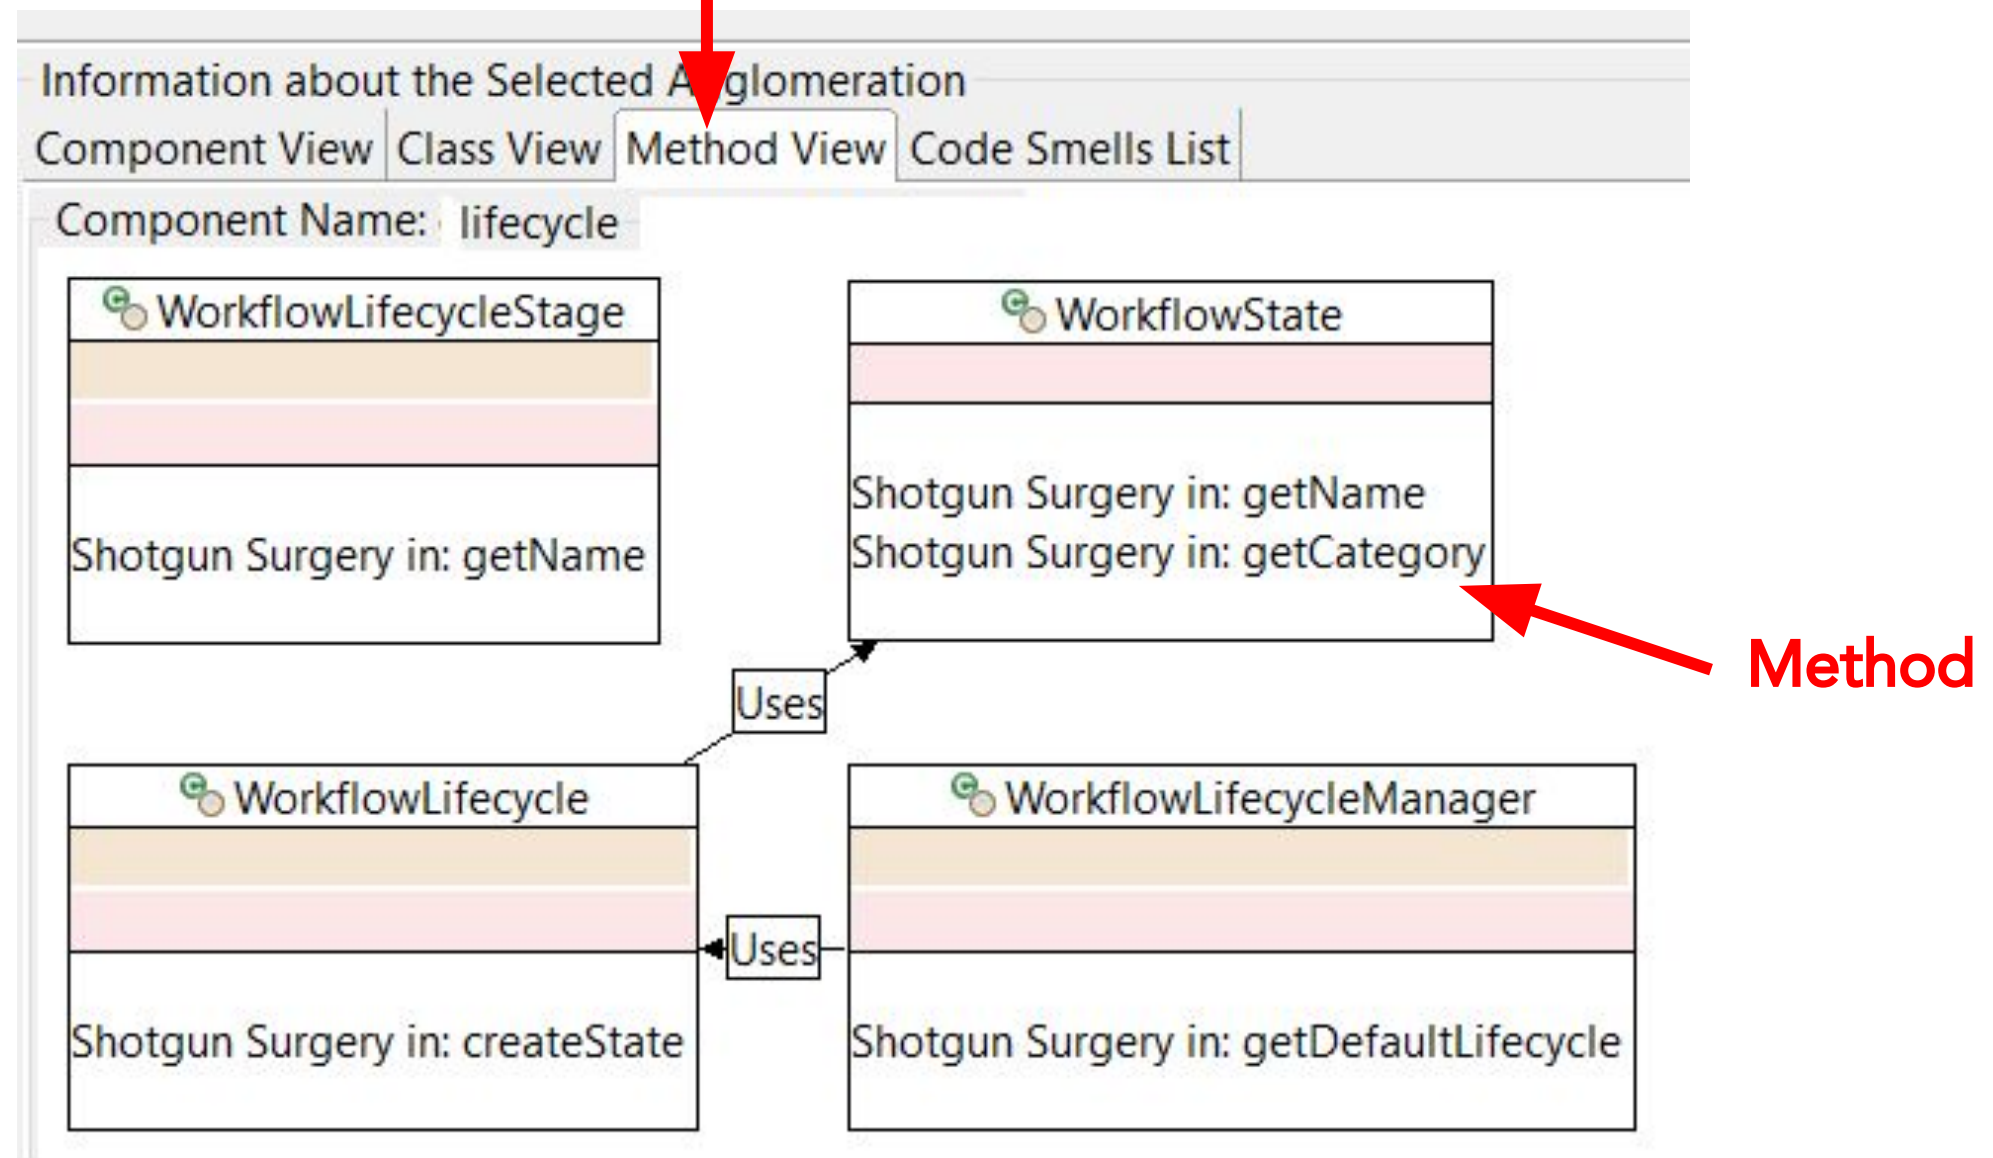 Information about the Selected A glomeration
Component View Class View Method View Code Smells List
Component Name: lifecycle
WorkflowLifecycleStage
Shotgun Surgery in: getName
WorkflowState
Shotgun Surgery in: getName
Shotgun Surgery in: getCategory
Method
Uses
WorkflowLifecycle
Shotgun Surgery in: createState
Uses
WorkflowLifecycleManager
Shotgun Surgery in: getDefaultLifecycle